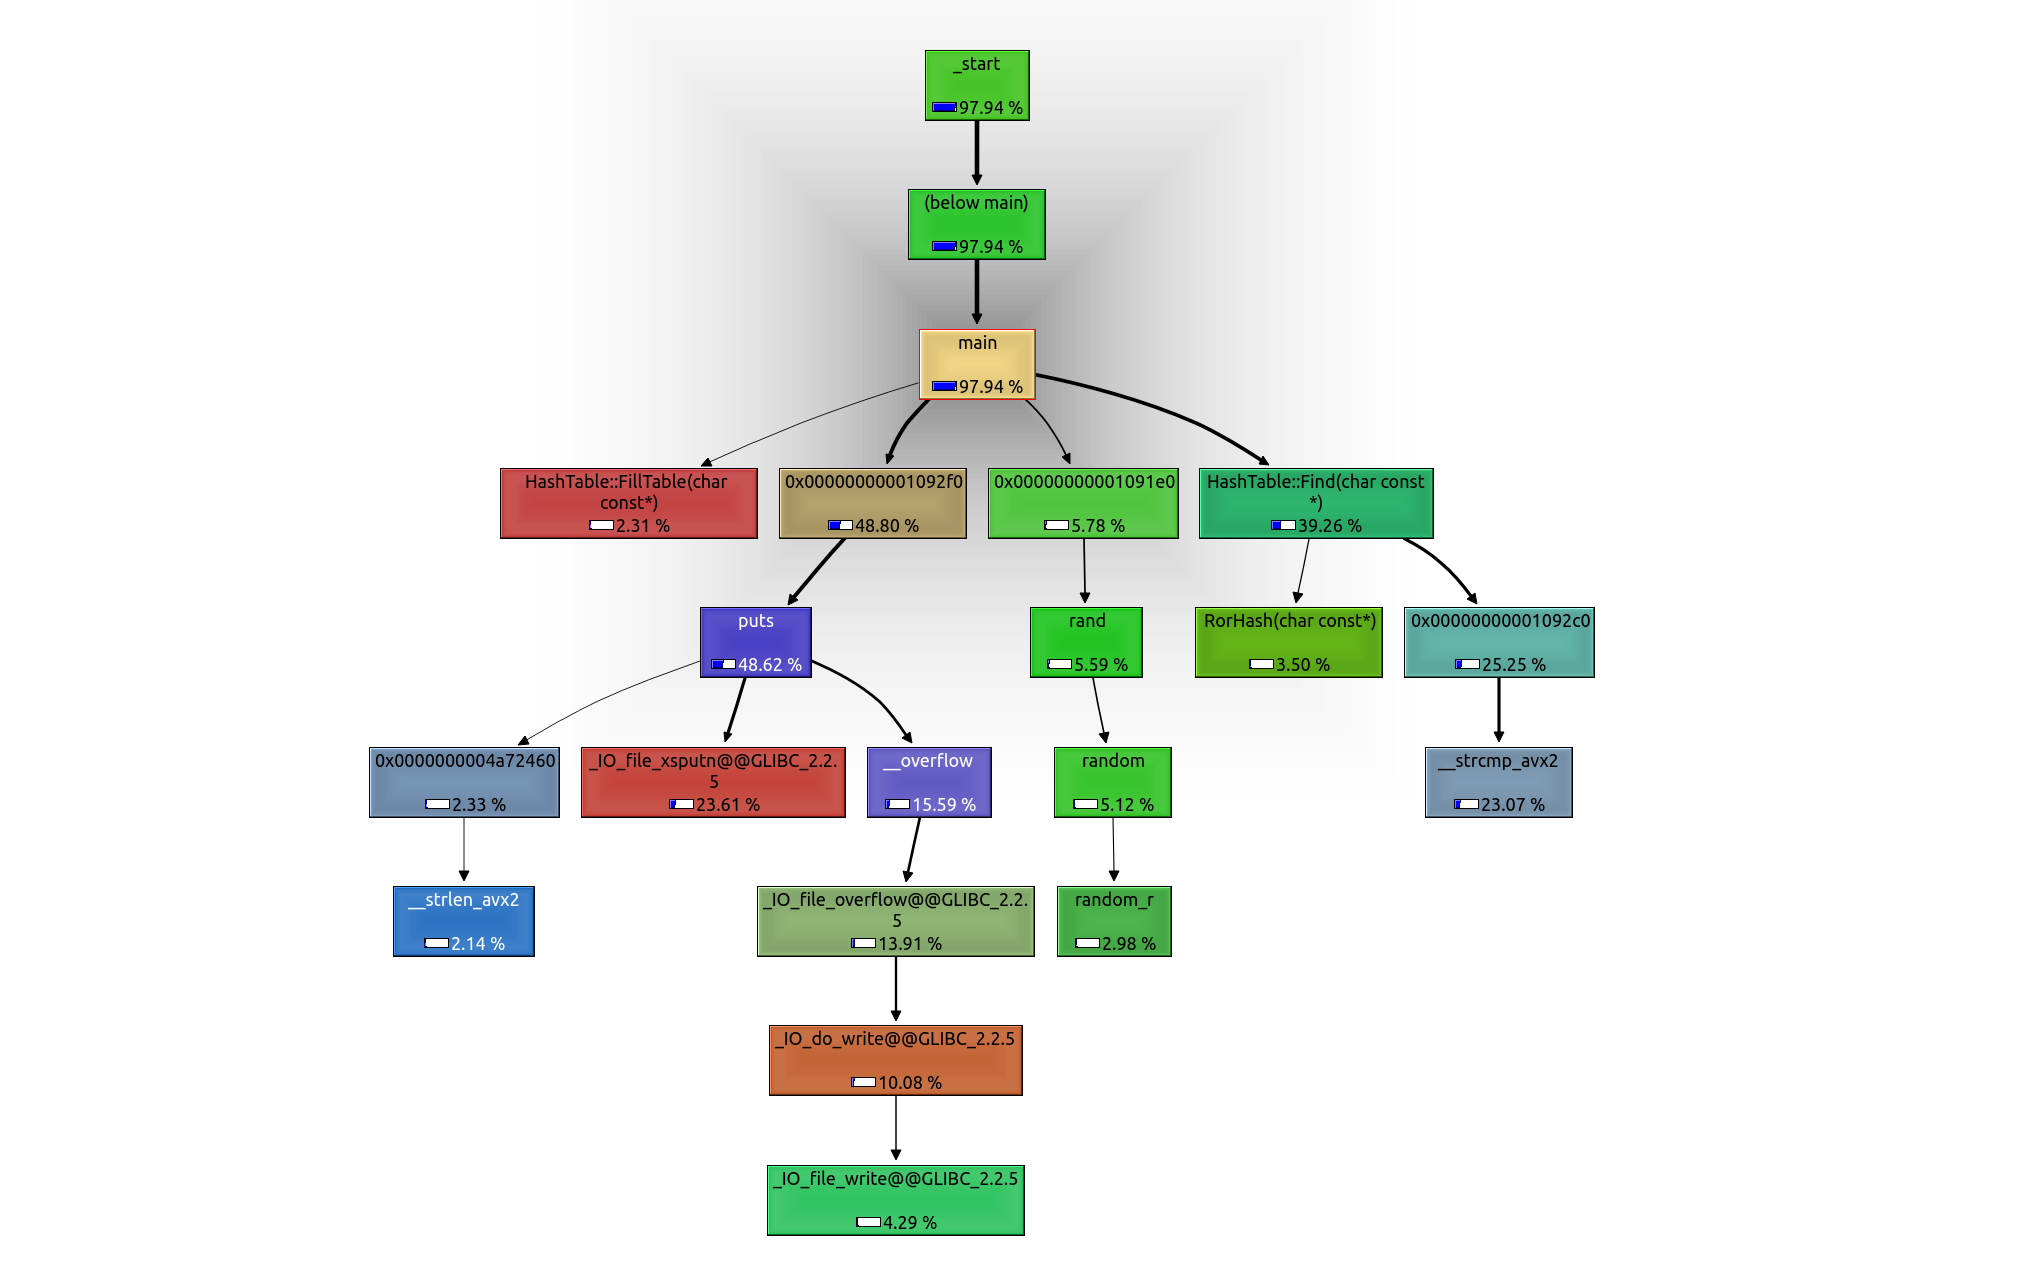 _start
97.94 %
(below main)
97.94 %
main
97.94 %
HashTable::FillTable(char
const*)
2.31 %
0x00000000001092f0
48.80 %
0x00000000001091e0
5.78 %
HashTable::Find(char const
*)
39.26 %
puts
48.62 %
rand
5.59 %
RorHash(char const*)
3.50 %
0x00000000001092c0
25.25 %
0x0000000004a72460
2.33 %
_IO_file_xsputn@@GLIBC_2.2.
5
23.61 %
__overflow
15.59 %
random
5.12 %
__strcmp_avx2
23.07 %
__strlen_avx2
2.14 %
_IO_file_overflow@@GLIBC_2.2.
5
13.91 %
random_r
2.98 %
_IO_do_write@@GLIBC_2.2.5
10.08 %
_IO_file_write@@GLIBC_2.2.5
4.29 %